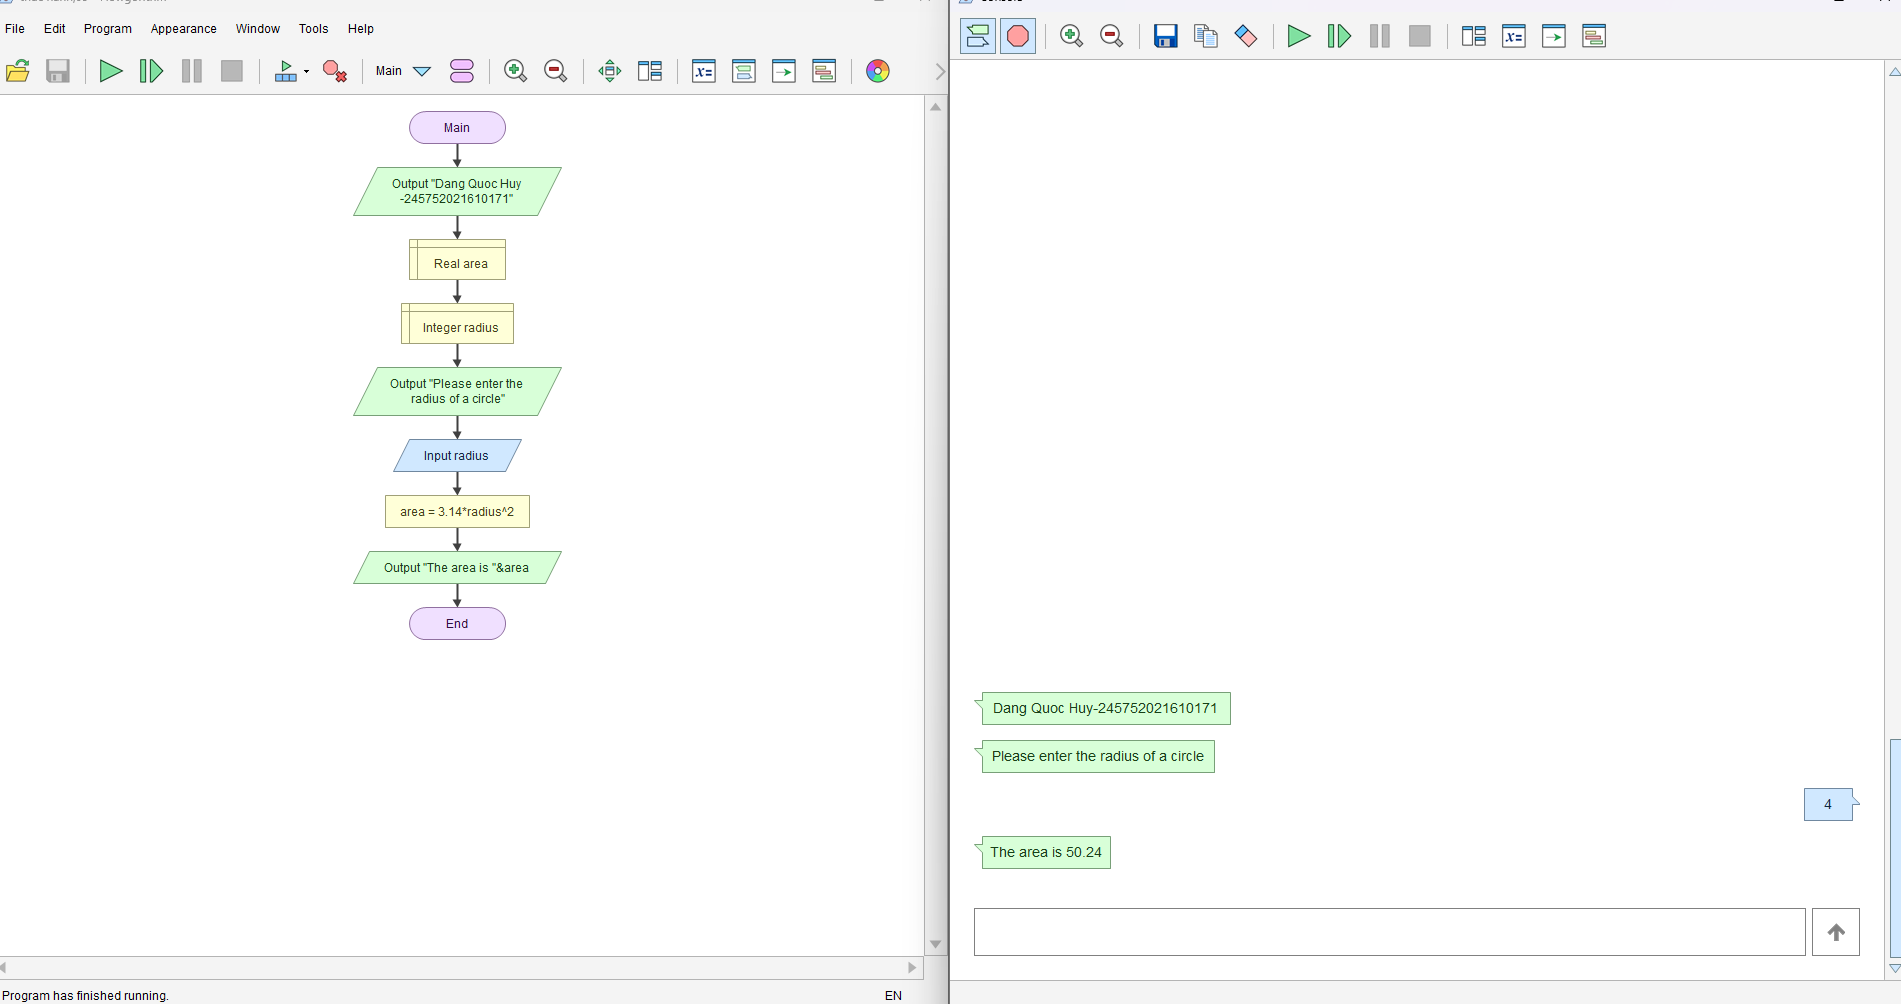 File Edit Program Appearance Window Tools Help
Main
Main
Output "Dang Quoc Huy
-245752021610171"
Real area
Integer radius
Output "Please enter the
radius of a circle"
Input radius
area = 3.14*radius^2
Output "The area is "&area
End
Program has finished running.
EN
x=
x=
Dang Quoc Huy-245752021610171
Please enter the radius of a circle
4
The area is 50.24